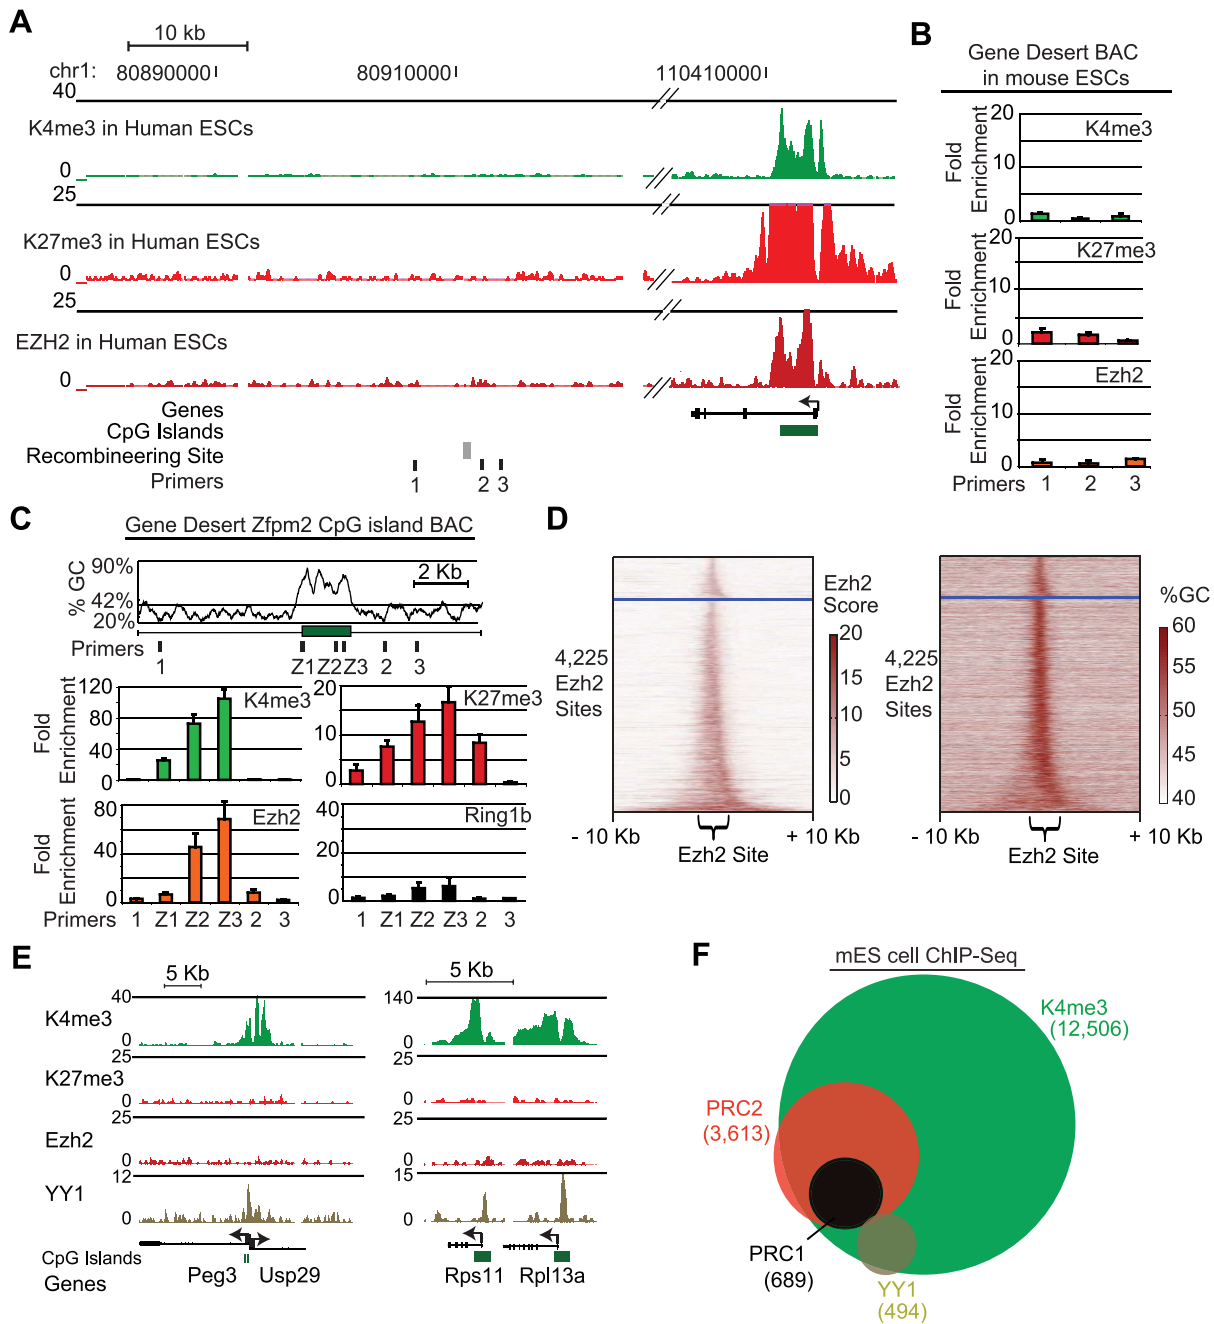 A
10 kb
chr1: 80890000 80910000 110410000
40
K4me3 in Human ESCs
0
25
K27me3 in Human ESCs
0
25
EZH2 in Human ESCs
0
Genes
CpG Islands
Recombineering Site
Primers
1 2 3
B
Gene Desert BAC
in mouse ESCs
Fold
Enrichment
20
10
0
K4me3
Fold
Enrichment
20
10
0
K27me3
Fold
Enrichment
20
10
0
Ezh2
Primers 1 2 3
C
Gene Desert Zfpm2 CpG island BAC
% GC
90%
42%
20%
2 Kb
Primers
1 Z1 Z2 Z3 2 3
Fold
Enrichment
120
80
40
0
K4me3
20
10
0
K27me3
Fold
Enrichment
80
40
0
Ezh2
40
20
0
Ring1b
Primers 1 Z1 Z2 Z3 2 3
1 Z1 Z2 Z3 2 3
D
4,225
Ezh2
Sites
Ezh2
Score
20
15
10
5
0
- 10 Kb + 10 Kb
Ezh2 Site
4,225
Ezh2
Sites
%GC
60
55
50
45
40
- 10 Kb + 10 Kb
Ezh2 Site
E
5 Kb
5 Kb
K4me3
40
0
140
0
K27me3
25
0
25
0
Ezh2
25
0
25
0
YY1
12
0
15
0
CpG Islands
Genes
Peg3 Usp29
Rps11 Rpl13a
F
mES cell ChIP-Seq
K4me3
(12,506)
PRC2
(3,613)
PRC1
(689)
YY1
(494)